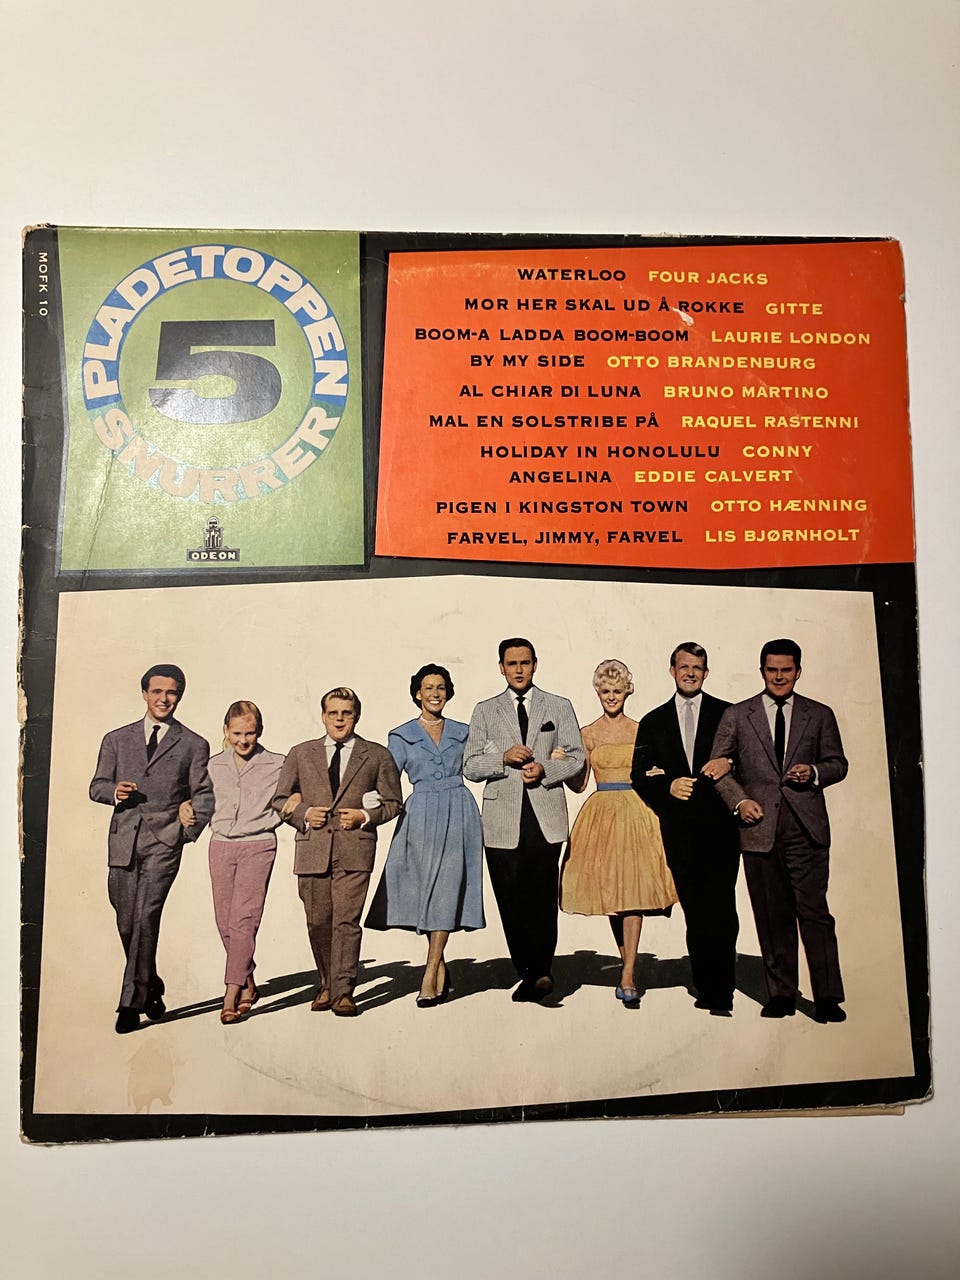 MOFK 10
PLADETOPPEN
5
SNURRER
ODEON
WATERLOO FOUR JACKS
MOR HER SKAL UD Å ROKKE GITTE
BOOM-A LADDA BOOM-BOOM LAURIE LONDON
BY MY SIDE OTTO BRANDENBURG
AL CHIAR DI LUNA BRUNO MARTINO
MAL EN SOLSTRIBE PÅ RAQUEL RASTENNI
HOLIDAY IN HONOLULU CONNY
ANGELINA EDDIE CALVERT
PIGEN I KINGSTON TOWN OTTO HÆNNING
FARVEL, JIMMY, FARVEL LIS BJØRNHOLT